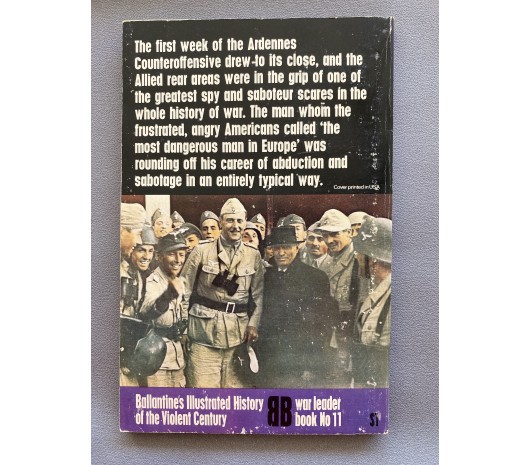 The first week of the Ardennes
Counteroffensive drew to its close, and the
Allied rear areas were in the grip of one of
the greatest spy and saboteur scares in the
whole history of war. The man whom the
frustrated, angry Americans called 'the
most dangerous man in Europe' was
rounding off his career of abduction and
sabotage in an entirely typical way.
Cover printed in USA
Ballantine's Illustrated History
of the Violent Century
BB
war leader
book No 11
$1